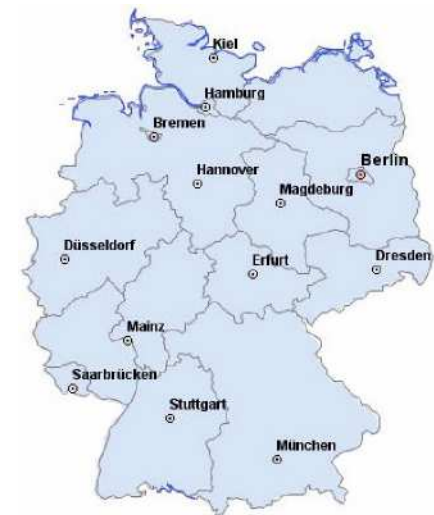 Kiel
Hamburg
Bremen
Berlin
Hannover
Magdeburg
Düsseldorf
Erfurt
Dresden
Mainz
Saarbrücken
Stuttgart
München